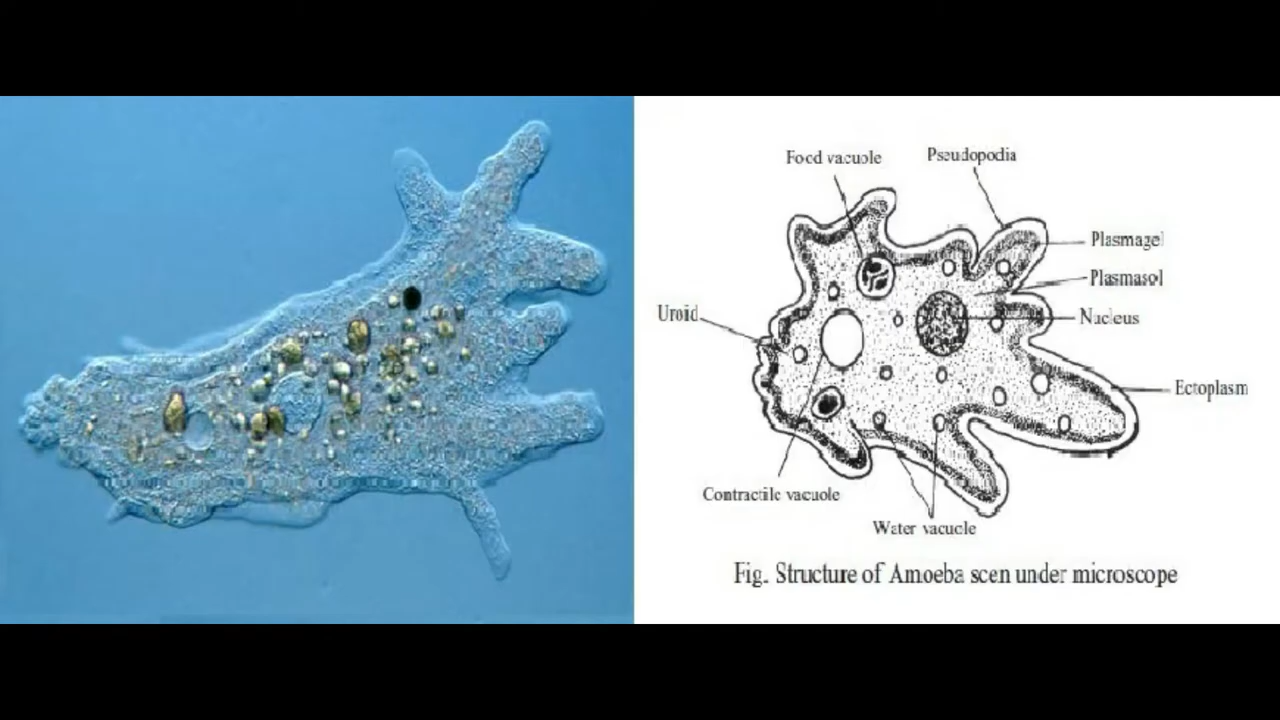 Food vacuole
Pseudopodia
Plasmagel
Plasmasol
Uroid
Nucleus
Ectoplasm
Contractile vacuole
Water vacuole
Fig. Structure of Amoeba seen under microscope